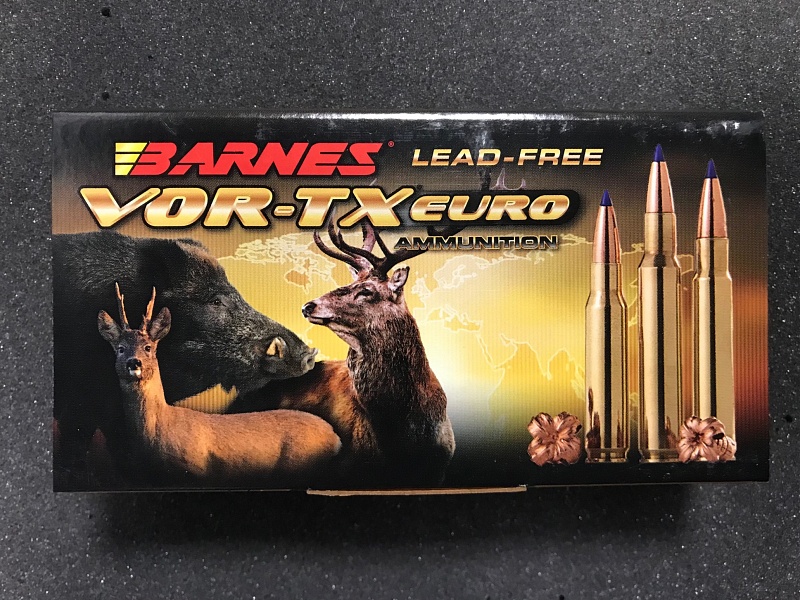 BARNES® LEAD-FREE
VOR-TX EURO
AMMUNITION